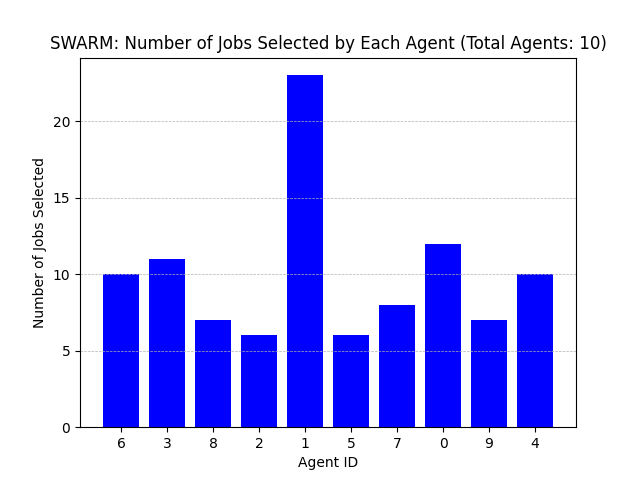 SWARM: Number of Jobs Selected by Each Agent (Total Agents: 10)
Number of Jobs Selected
20
15
10
5
0
6 3 8 2 1 5 7 0 9 4
Agent ID